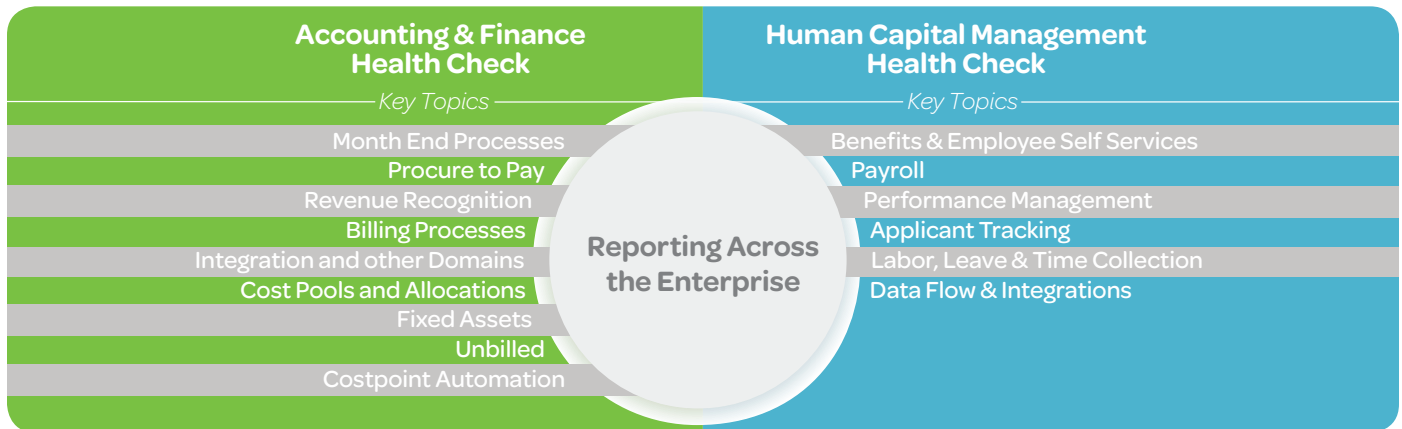 Accounting & Finance
Health Check
Key Topics
Month End Processes
Procure to Pay
Revenue Recognition
Billing Processes
Integration and other Domains
Cost Pools and Allocations
Fixed Assets
Unbilled
Costpoint Automation
Reporting Across
the Enterprise
Human Capital Management
Health Check
Key Topics
Benefits & Employee Self Services
Payroll
Performance Management
Applicant Tracking
Labor, Leave & Time Collection
Data Flow & Integrations